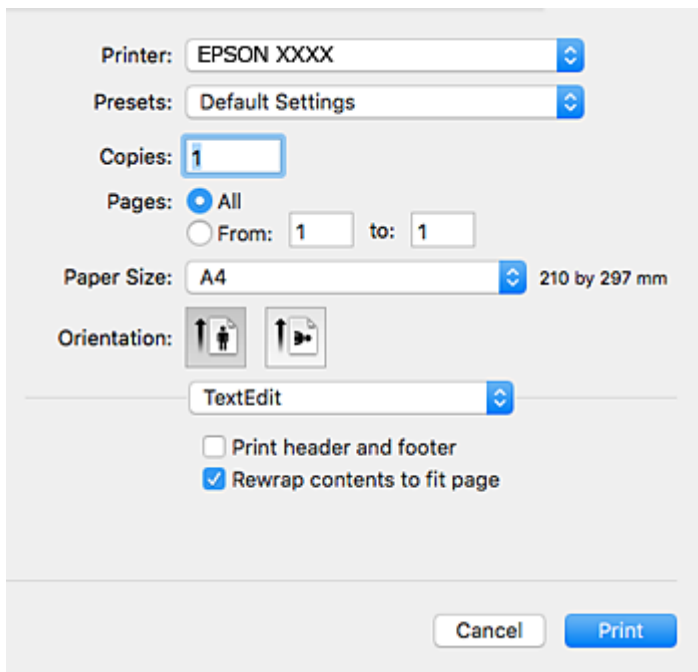 Printer: EPSON XXXX
Presets: Default Settings
Copies: 1
Pages: All
From: 1 to: 1
Paper Size: A4 210 by 297 mm
Orientation:
TextEdit
Print header and footer
Rewrap contents to fit page
Cancel Print